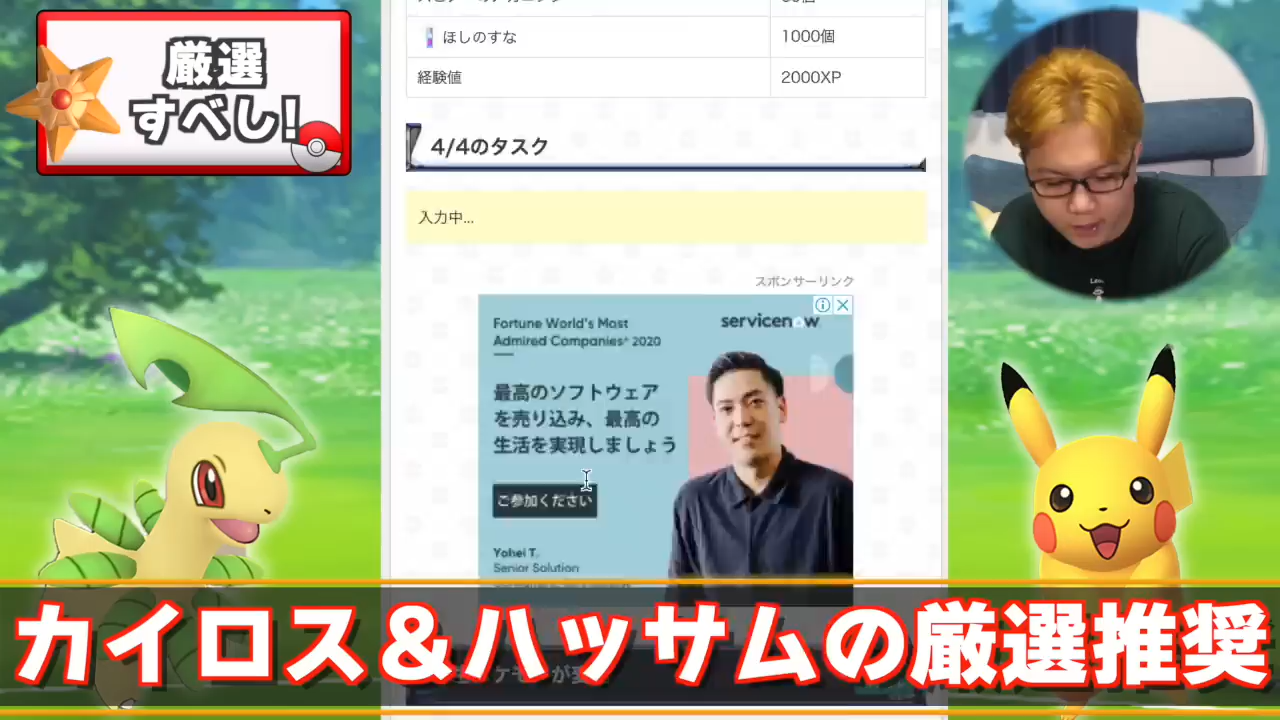 厳選
すべし!
ほしのすな
1000個
経験値
2000XP
4/4のタスク
入力中...
スポンサーリンク
Fortune World's Most
Admired Companies® 2020
servicenow
最高のソフトウェア
を売り込み、最高の
生活を実現しましょう
ご参加ください
Yohei T.
Senior Solution
カイロス&ハッサムの厳選推奨